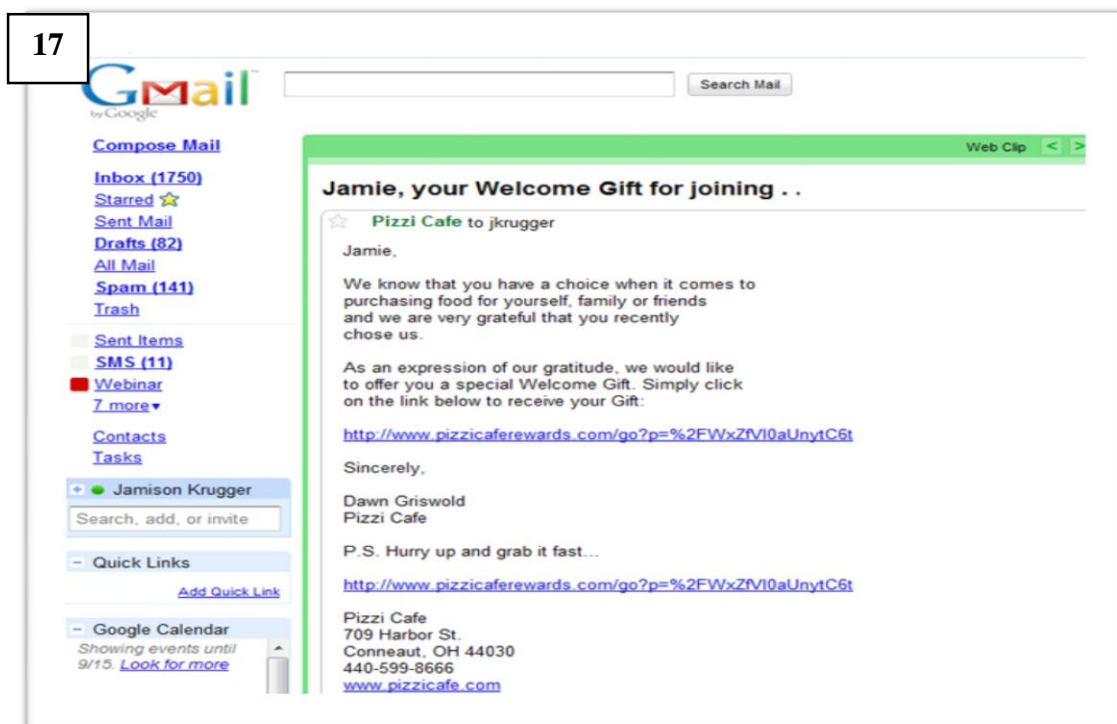 17
Gmail
by Google
Search Mail
Compose Mail
Inbox (1750)
Starred
Sent Mail
Drafts (82)
All Mail
Spam (141)
Trash
Sent Items
SMS (11)
Webinar
7 more▾
Contacts
Tasks
+ Jamison Krugger
Search, add, or invite
− Quick Links
Add Quick Link
− Google Calendar
Showing events until
9/15. Look for more
Web Clip < >
Jamie, your Welcome Gift for joining . .
Pizzi Cafe to jkrugger
Jamie,
We know that you have a choice when it comes to
purchasing food for yourself, family or friends
and we are very grateful that you recently
chose us.
As an expression of our gratitude, we would like
to offer you a special Welcome Gift. Simply click
on the link below to receive your Gift:
http://www.pizzicaferewards.com/go?p=%2FWxZfVl0aUnytC6t
Sincerely,
Dawn Griswold
Pizzi Cafe
P.S. Hurry up and grab it fast...
http://www.pizzicaferewards.com/go?p=%2FWxZfVl0aUnytC6t
Pizzi Cafe
709 Harbor St.
Conneaut, OH 44030
440-599-8666
www.pizzicafe.com